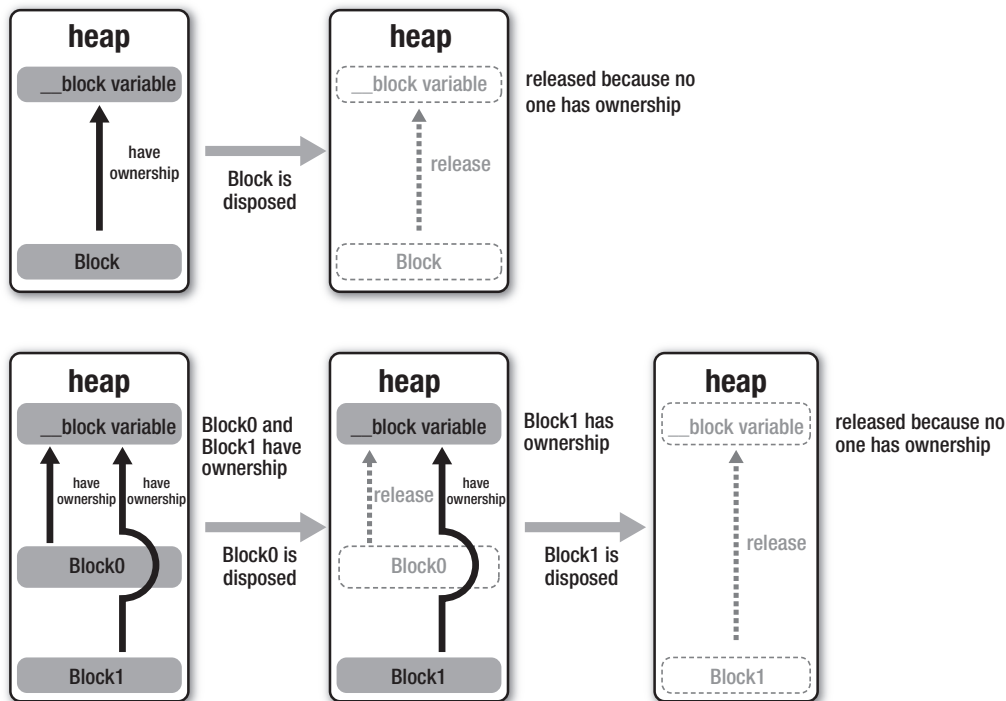 heap
__block variable
have
ownership
Block
Block is
disposed
heap
__block variable
release
Block
released because no
one has ownership
heap
__block variable
have
ownership
have
ownership
Block0
Block1
Block0 and
Block1 have
ownership
Block0 is
disposed
heap
__block variable
release
have
ownership
Block0
Block1
Block1 has
ownership
Block1 is
disposed
heap
__block variable
release
Block1
released because no
one has ownership